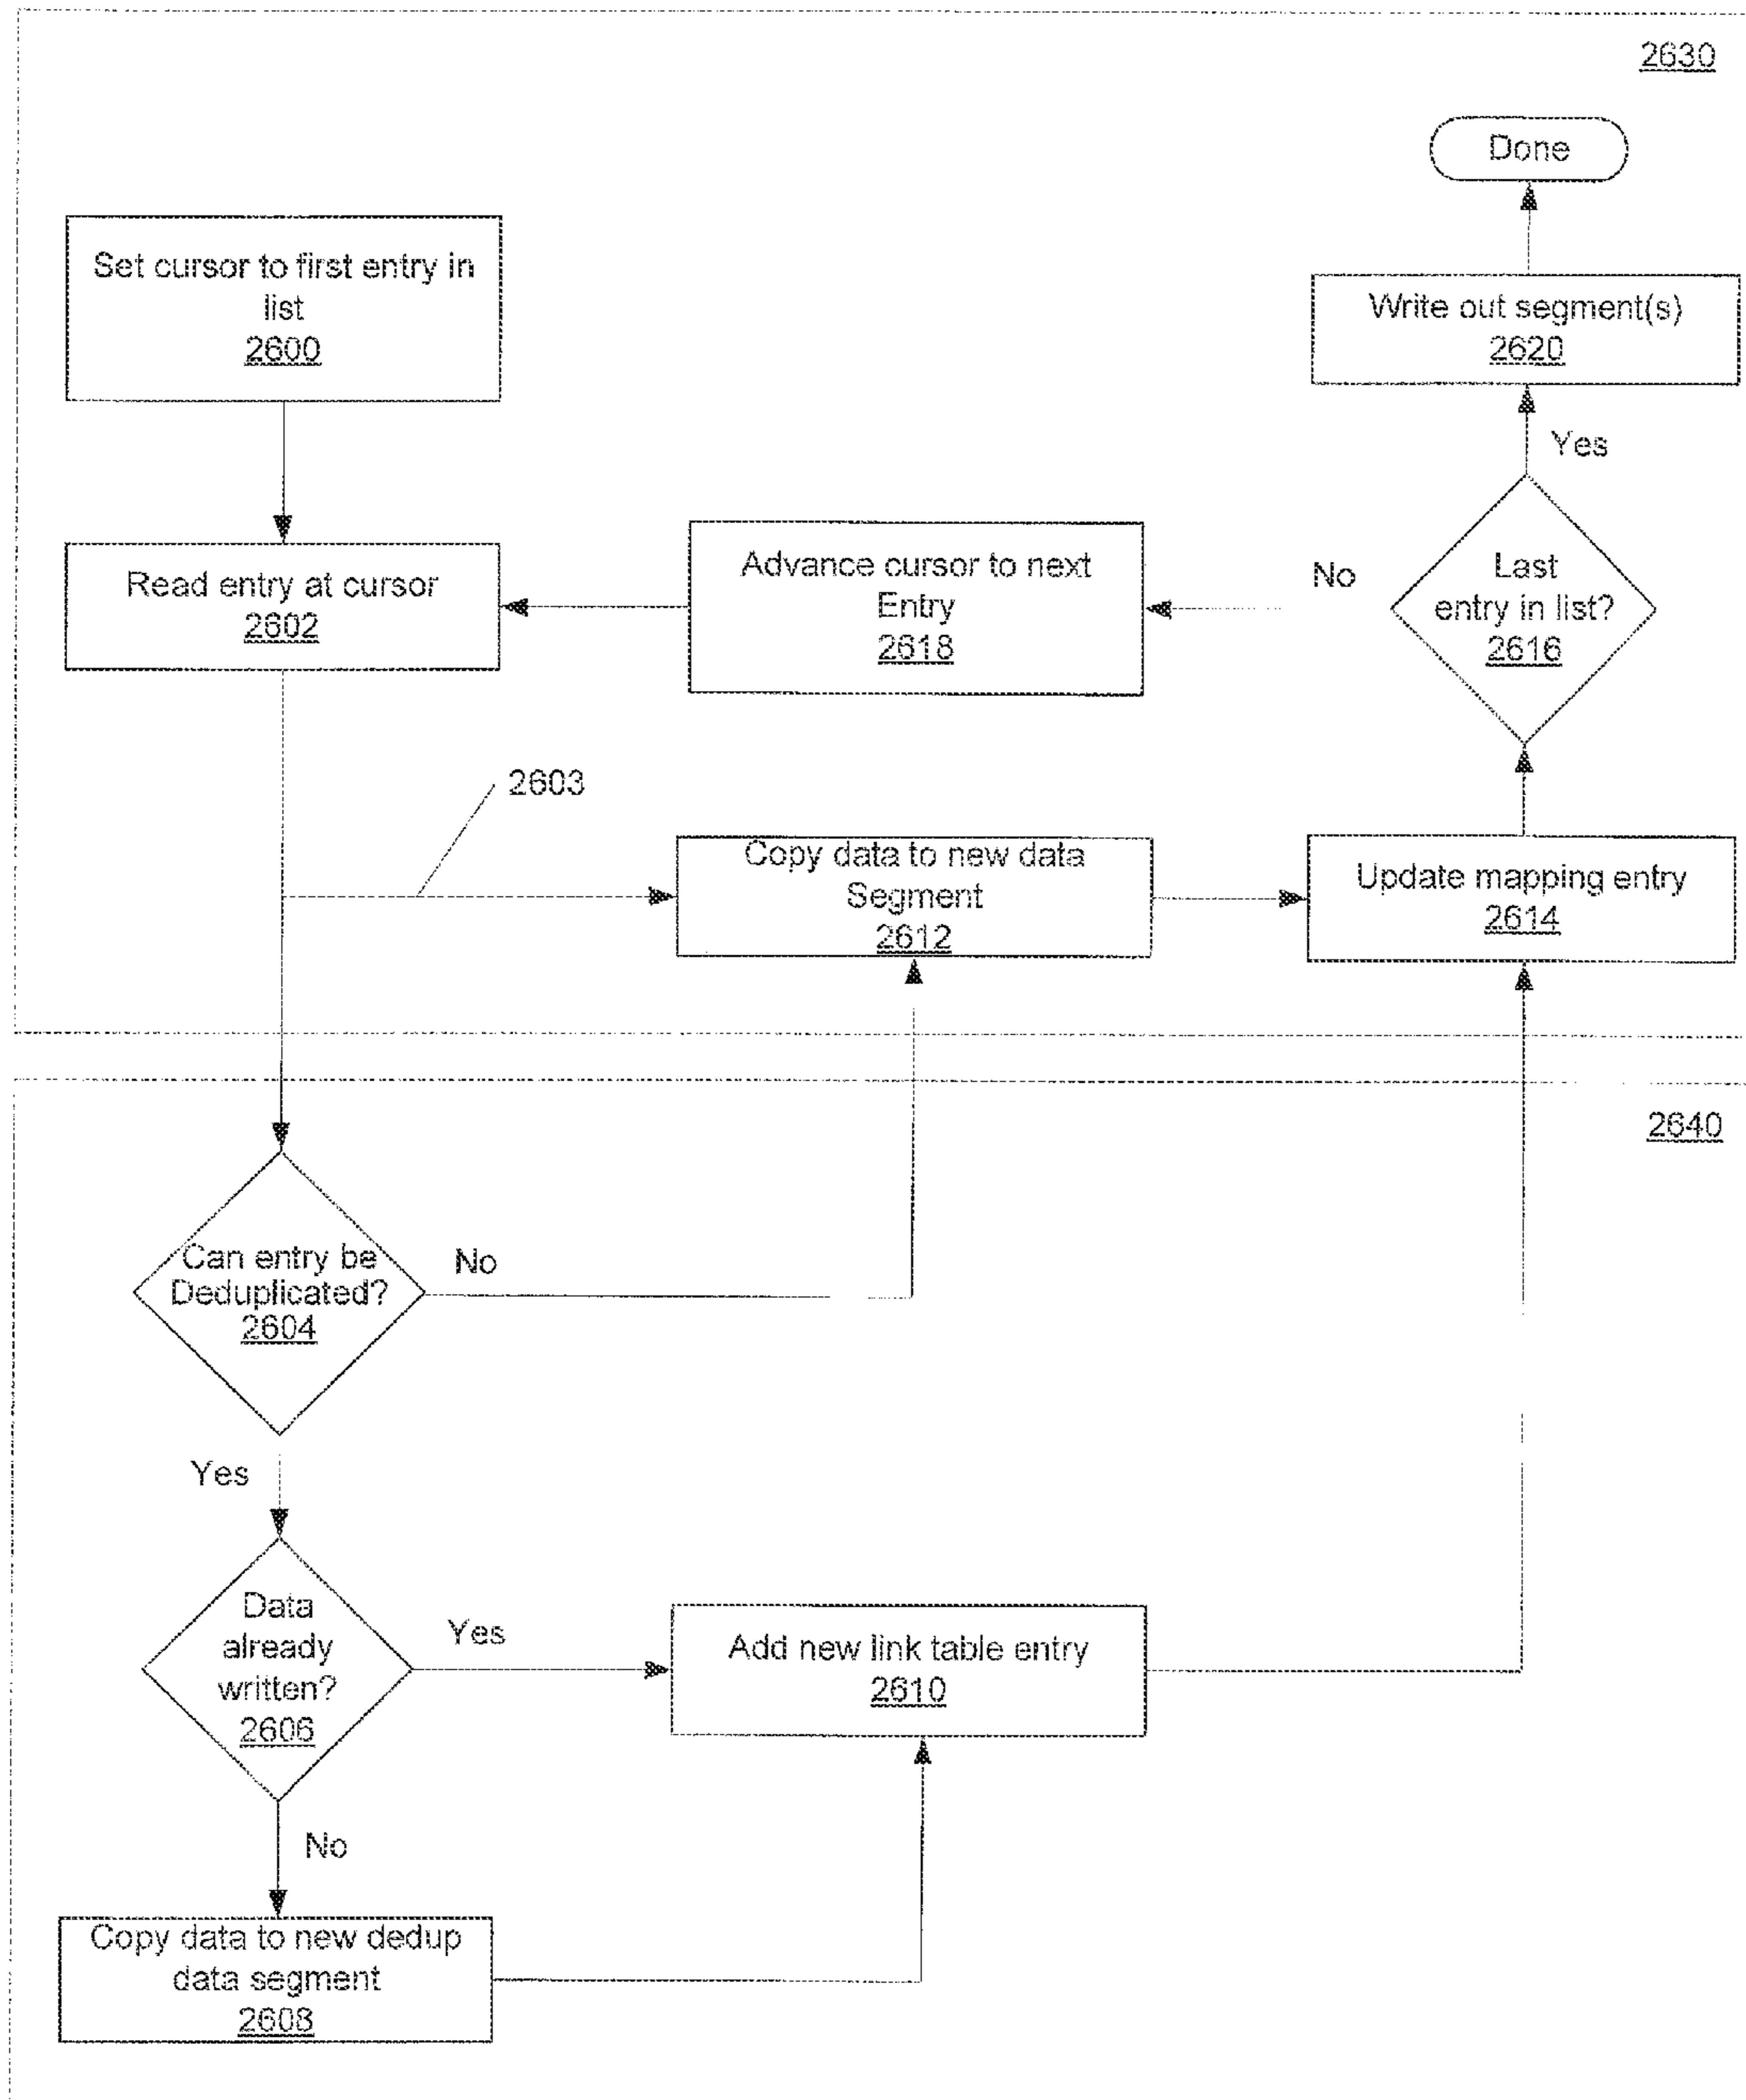 2630
Done
Set cursor to first entry in
list
2600
Write out segment(s)
2620
Yes
Read entry at cursor
2602
Advance cursor to next
Entry
2618
No
Last
entry in list?
2616
2603
Copy data to new data
Segment
2612
Update mapping entry
2614
2640
Can entry be
Deduplicated?
2604
No
Yes
Data
already
written?
2606
Yes
Add new link table entry
2610
No
Copy data to new dedup
data segment
2608